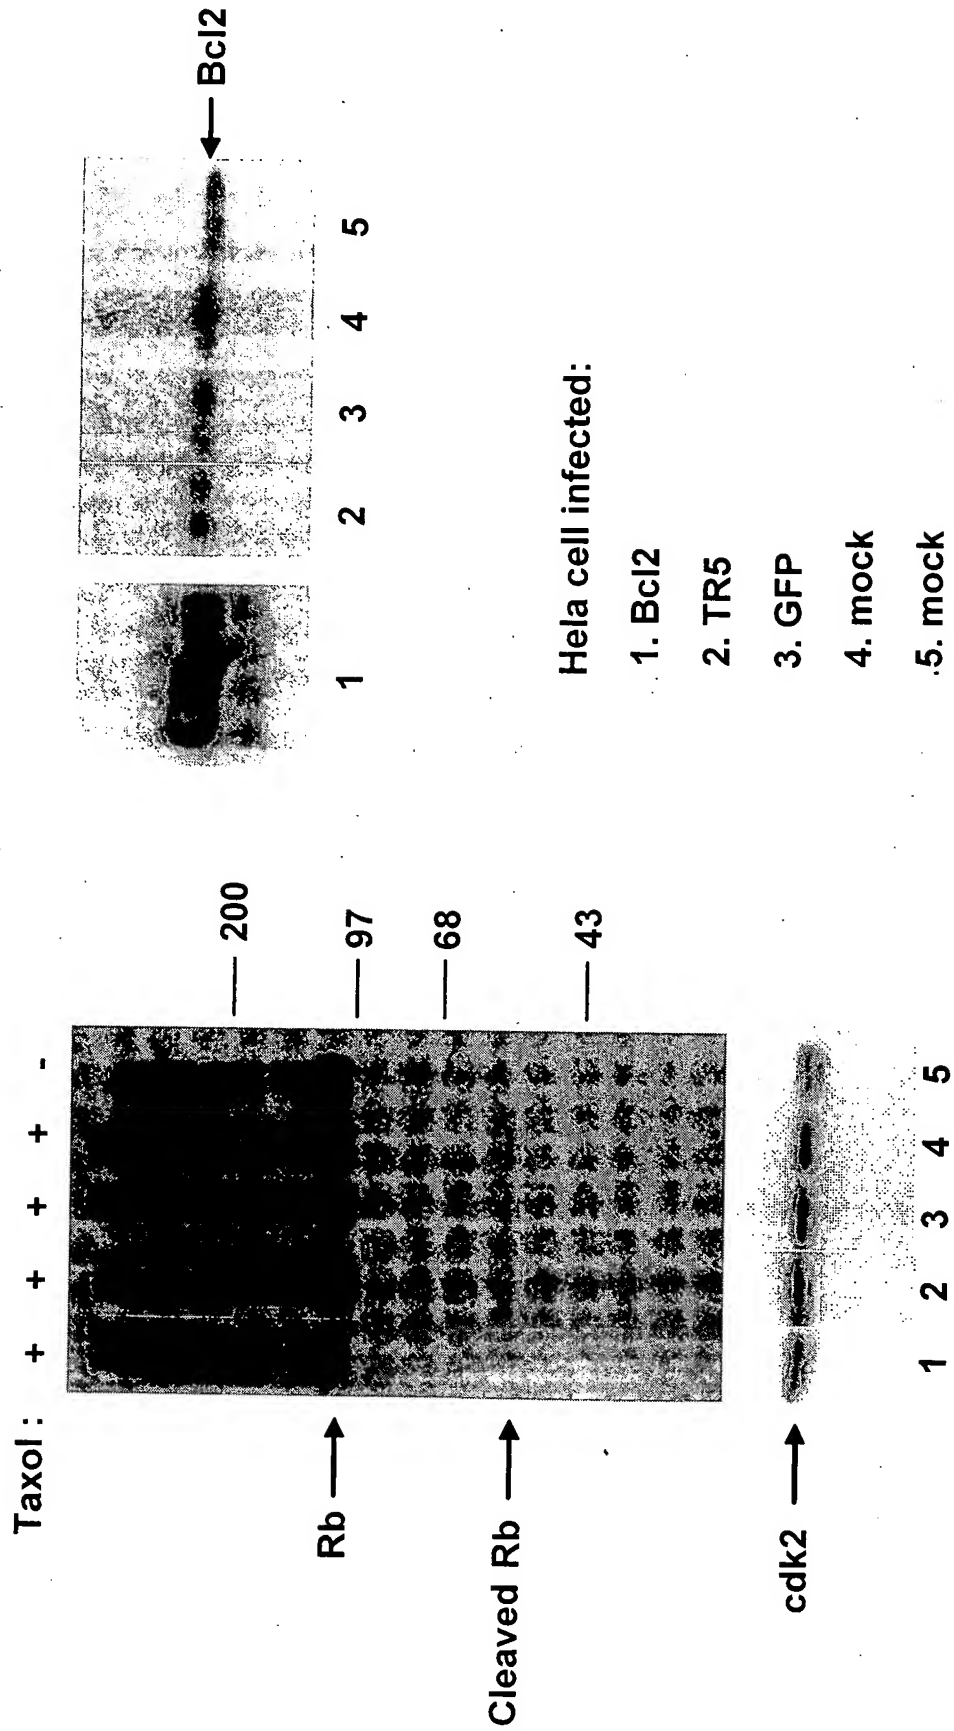 Taxol : + + + + -
Rb
Cleaved Rb
200
97
68
43
cdk2
1 2 3 4 5
Bcl2
1 2 3 4 5
Hela cell infected:
1. Bcl2
2. TR5
3. GFP
4. mock
.5. mock